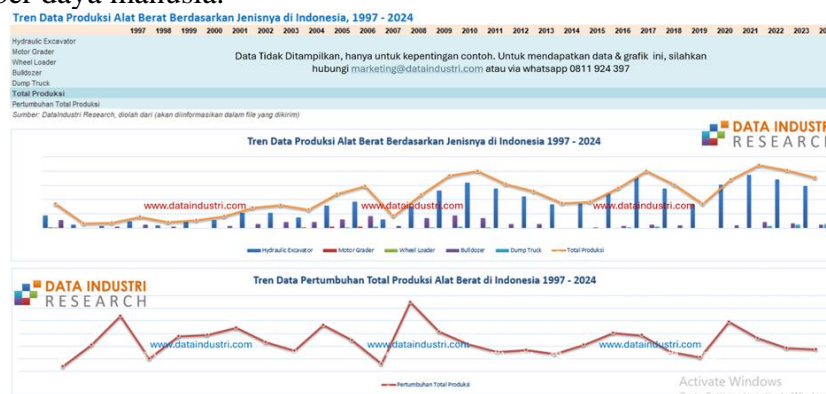 daya manusia.
Tren Data Produksi Alat Berat Berdasarkan Jenisnya di Indonesia, 1997 - 2024
1997 1998 1999 2000 2001 2002 2003 2004 2005 2006 2007 2008 2009 2010 2011 2012 2013 2014 2015 2016 2017 2018 2019 2020 2021 2022 2023
Hydraulic Excavator
Motor Grader
Wheel Loader
Bulldozer
Dump Truck
Total Produksi
Pertumbuhan Total Produksi
Data Tidak Ditampilkan, hanya untuk kepentingan contoh. Untuk mendapatkan data & grafik ini, silahkan
hubungi marketing@dataindustri.com atau via whatsapp 0811 924 397
Sumber: DataIndustri Research, diolah dari (akan diinformasikan dalam file yang dikirim)
DATA INDUSTR
RESEARCH
Tren Data Produksi Alat Berat Berdasarkan Jenisnya di Indonesia 1997 - 2024
www.dataindustri.com www.dataindustri.com www.dataindustri.com
Hydraulic Excavator Motor Grader Wheel Loader Bulldozer Dump Truck Total Produksi
DATA INDUSTRI
RESEARCH
Tren Data Pertumbuhan Total Produksi Alat Berat di Indonesia 1997 - 2024
www.dataindustri.com www.dataindustri.com www.dataindustri.com
Pertumbuhan Total Produksi
Activate Windows